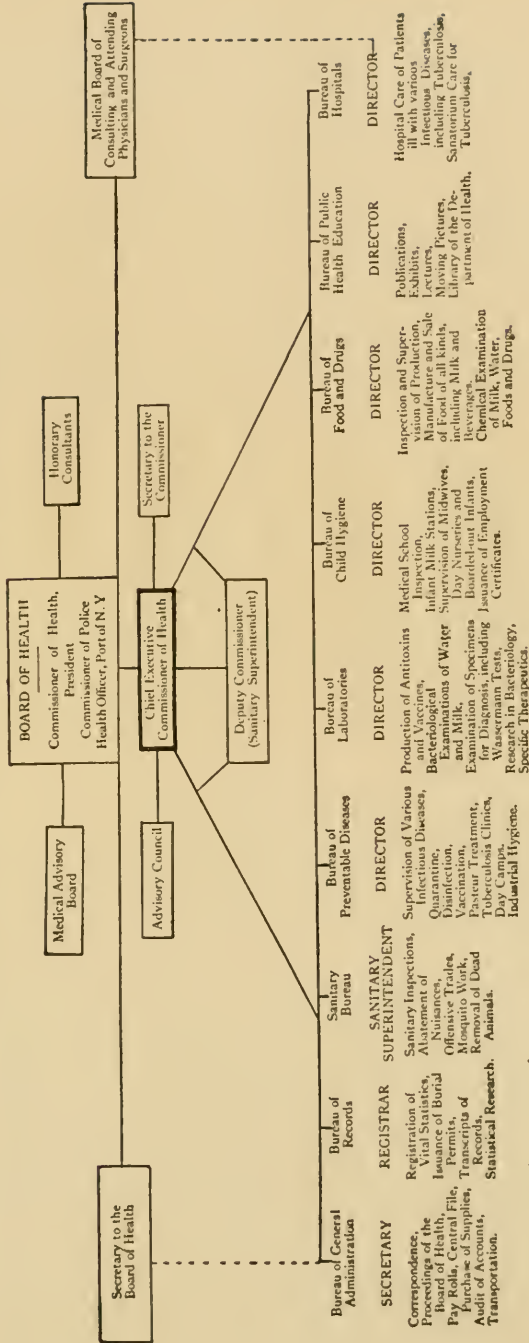 BOARD OF HEALTH
Commissioner of Health,
President
Commissioner of Police
Health Officer, Port of N. Y
Medical Advisory
Board
Honorary
Consultants
Secretary to the
Board of Health
Medical Board of
Consulting and Attending
Physicians and Surgeons
Chief Executive
Commissioner of Health
Advisory Council
Secretary to the
Commissioner
Deputy Commissioner
(Sanitary Superintendent)
Bureau of General
Administration
SECRETARY
Correspondence,
Proceedings of the
Board of Health,
Pay Rolls, Central File,
Purchase of Supplies,
Audit of Accounts,
Transportation.
Bureau of
Records
REGISTRAR
Registration of
Vital Statistics,
Issuance of Burial
Permits,
Transcripts of
Records,
Statistical Research.
Sanitary
Bureau
SANITARY
SUPERINTENDENT
Sanitary Inspections,
Abatement of
Nuisances,
Offensive Trades,
Mosquito Work,
Removal of Dead
Animals.
Bureau of
Preventable Diseases
DIRECTOR
Supervision of Various
Infectious Diseases,
Quarantine,
Disinfection,
Vaccination,
Pasteur Treatment,
Tuberculosis Clinics,
Day Camps.
Industrial Hygiene.
Bureau of
Laboratories
DIRECTOR
Production of Antitoxins
and Vaccines,
Bacteriological
Examinations of Water
and Milk,
Examination of Specimens
for Diagnosis, including
Wassermann Tests,
Research in Bacteriology,
Specific Therapeutics.
Bureau of
Child Hygiene
DIRECTOR
Medical School
Inspection,
Infant Milk Stations,
Supervision of Midwives,
Day Nurseries and
Boarded-out Infants,
Issuance of Employment
Certificates.
Bureau of
Food and Drugs
DIRECTOR
Inspection and Super-
vision of Production,
Manufacture and Sale
of Food of all kinds,
including Milk and
Beverages.
Chemical Examination
of Milk, Water,
Foods and Drugs.
Bureau of Public
Health Education
DIRECTOR
Publications,
Exhibits,
Lectures,
Moving Pictures,
Library of the De-
partment of Health.
Bureau of
Hospitals
DIRECTOR
Hospital Care of Patients
ill with various
Infectious Diseases,
including Tuberculosis,
Sanatorium Care for
Tuberculosis.